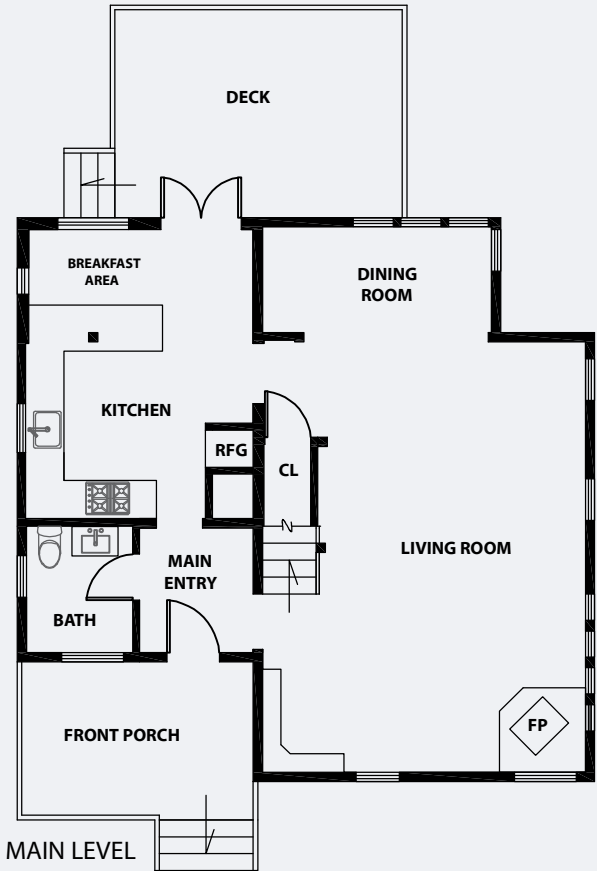 DECK
BREAKFAST
AREA
DINING
ROOM
KITCHEN
RFG
CL
MAIN
ENTRY
LIVING ROOM
BATH
FP
FRONT PORCH
MAIN LEVEL